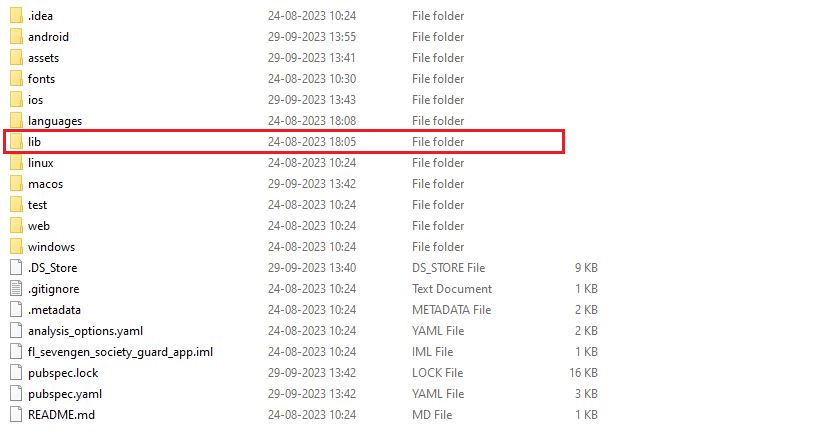 .idea 24-08-2023 10:24 File folder
android 29-09-2023 13:55 File folder
assets 29-09-2023 13:41 File folder
fonts 24-08-2023 10:30 File folder
ios 29-09-2023 13:43 File folder
languages 24-08-2023 18:08 File folder
lib 24-08-2023 18:05 File folder
linux 24-08-2023 10:24 File folder
macos 29-09-2023 13:42 File folder
test 24-08-2023 10:24 File folder
web 24-08-2023 10:24 File folder
windows 24-08-2023 10:24 File folder
.DS_Store 29-09-2023 13:40 DS_STORE File 9 KB
.gitignore 24-08-2023 10:24 Text Document 1 KB
.metadata 24-08-2023 10:24 METADATA File 2 KB
analysis_options.yaml 24-08-2023 10:24 YAML File 2 KB
fl_sevengen_society_guard_app.iml 24-08-2023 10:24 IML File 1 KB
pubspec.lock 29-09-2023 13:42 LOCK File 16 KB
pubspec.yaml 29-09-2023 13:42 YAML File 3 KB
README.md 24-08-2023 10:24 MD File 1 KB